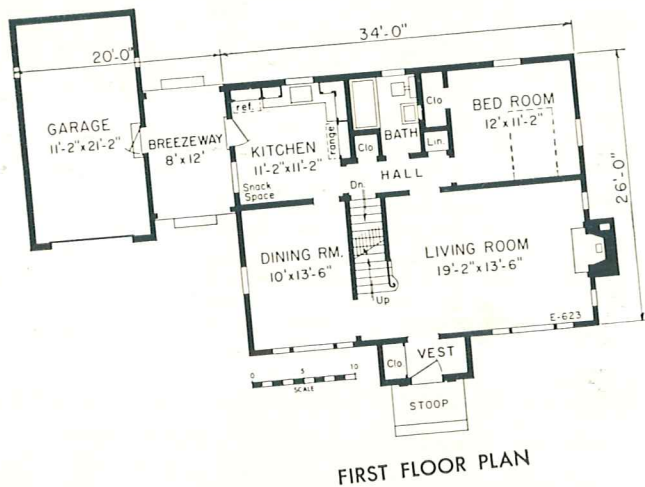 34'-0"
20'-0"
GARAGE
11'-2"x21'-2"
BREEZEWAY
8'x12'
ref.
KITCHEN
11'-2"x11'-2"
range
Snack
Space
Clo
BATH
Clo
Lin.
BED ROOM
12'x11'-2"
HALL
Dn.
26'-0"
DINING RM.
10'x13'-6"
Up
LIVING ROOM
19'-2"x13'-6"
E-623
Clo
VEST
STOOP
0 5 10
SCALE
FIRST FLOOR PLAN